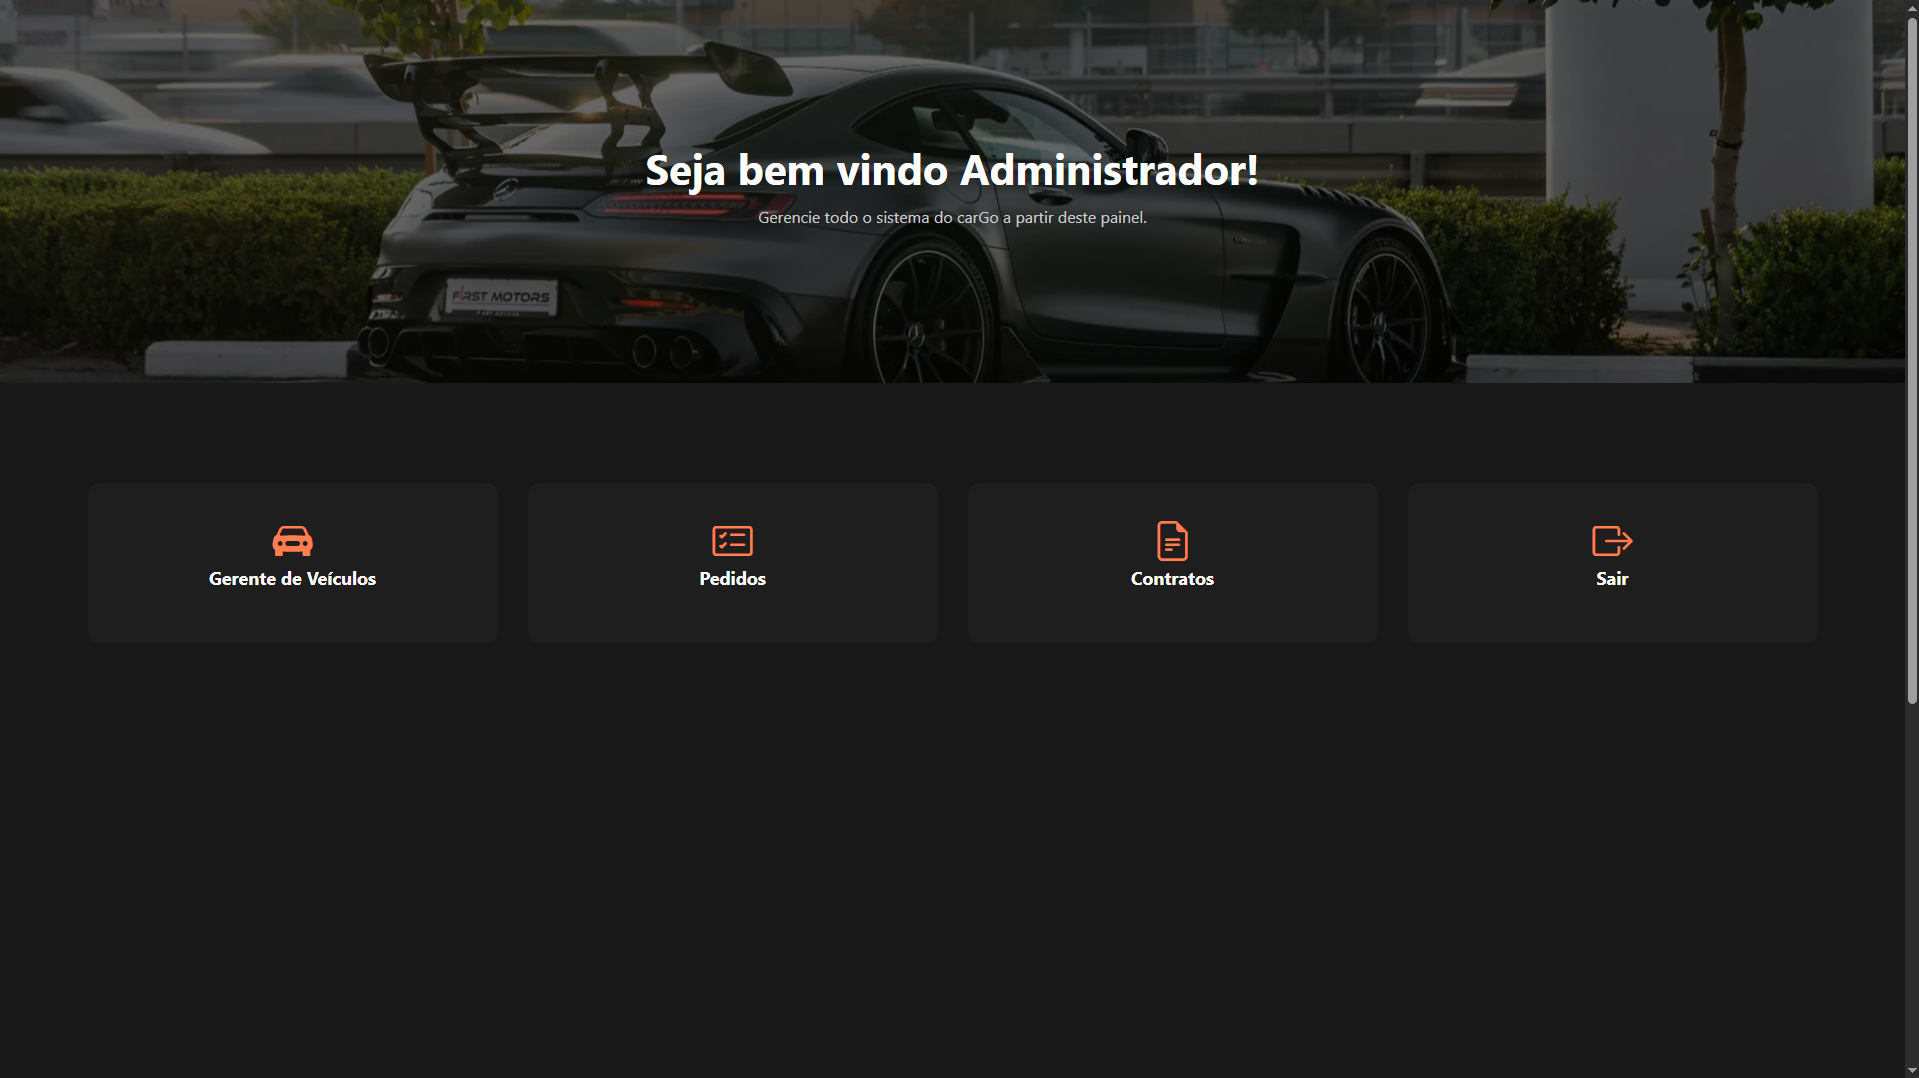 Seja bem vindo Administrador!
Gerencie todo o sistema do carGo a partir deste painel.
FIRST MOTORS
Gerente de Veículos
Pedidos
Contratos
Sair